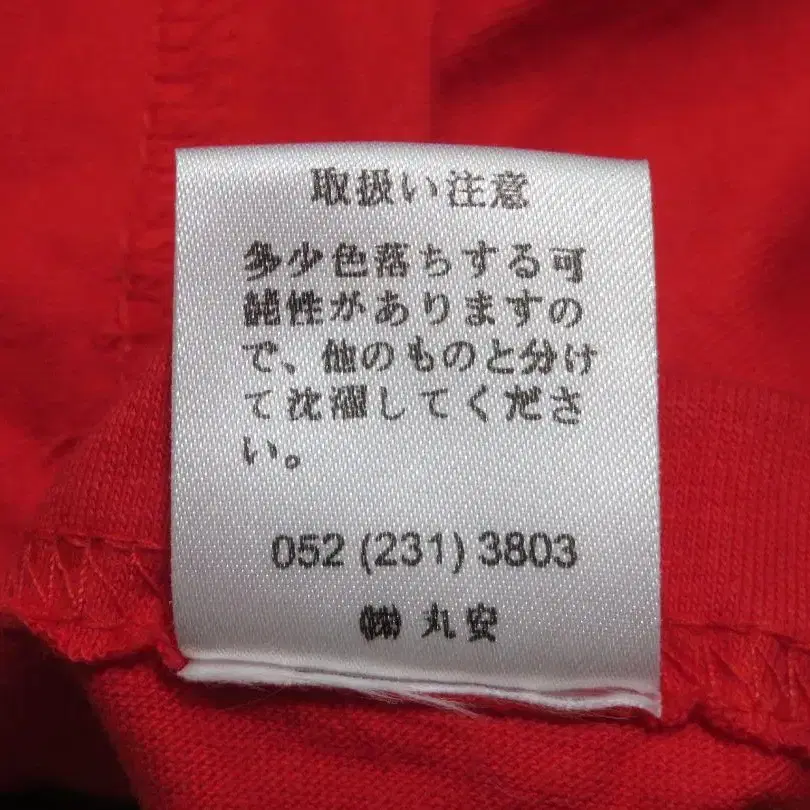 取扱い注意
多少色落ちする可
純性がありますの
で、他のものと分け
て沈濯してくださ
い。
052 (231) 3803
㈱ 丸安